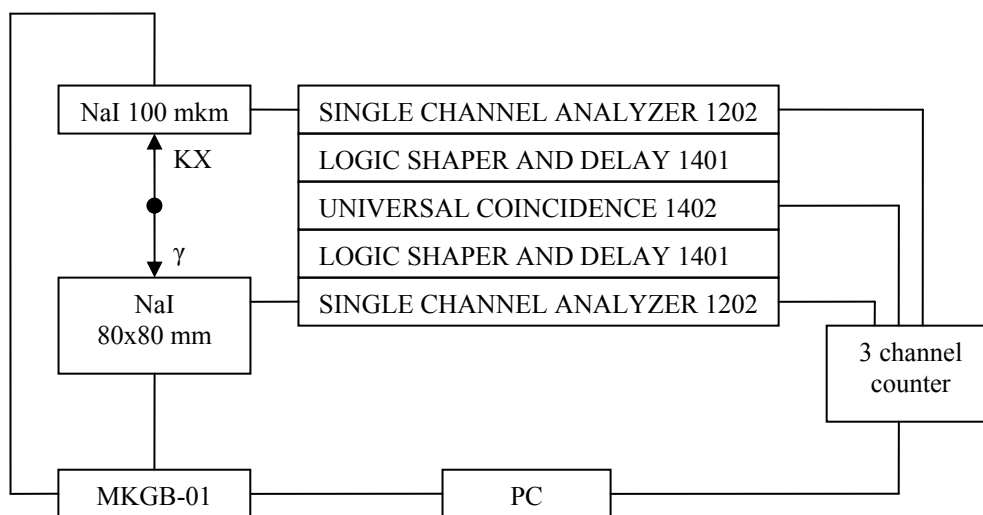 NaI 100 mkm
SINGLE CHANNEL ANALYZER 1202
LOGIC SHAPER AND DELAY 1401
KX
UNIVERSAL COINCIDENCE 1402
LOGIC SHAPER AND DELAY 1401
γ
SINGLE CHANNEL ANALYZER 1202
NaI
80x80 mm
3 channel
counter
MKGB-01
PC